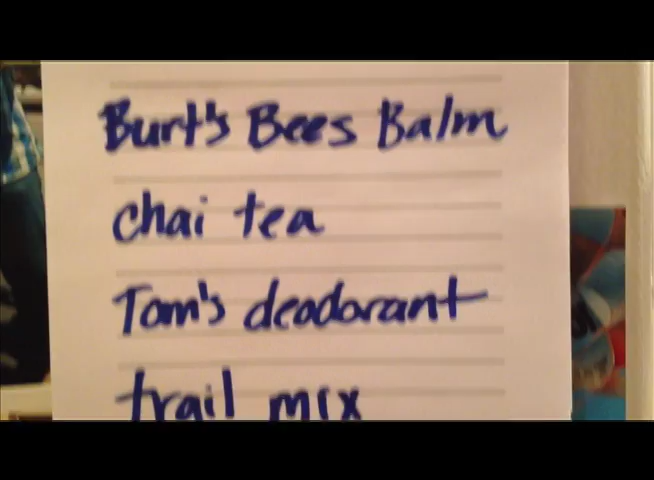 Burt's Bees Balm
chai tea
Tom's deodorant
trail mix